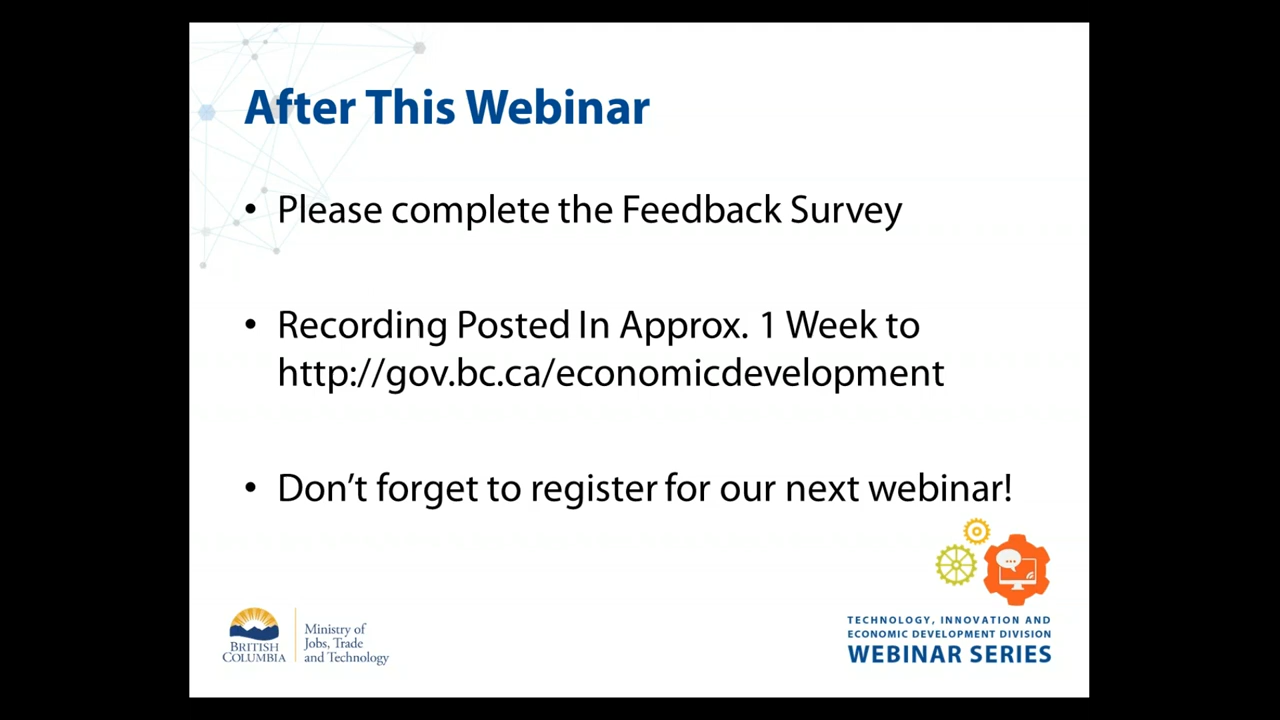 After This Webinar
• Please complete the Feedback Survey
• Recording Posted In Approx. 1 Week to
http://gov.bc.ca/economicdevelopment
• Don’t forget to register for our next webinar!
BRITISH
COLUMBIA
Ministry of
Jobs, Trade
and Technology
TECHNOLOGY, INNOVATION AND
ECONOMIC DEVELOPMENT DIVISION
WEBINAR SERIES